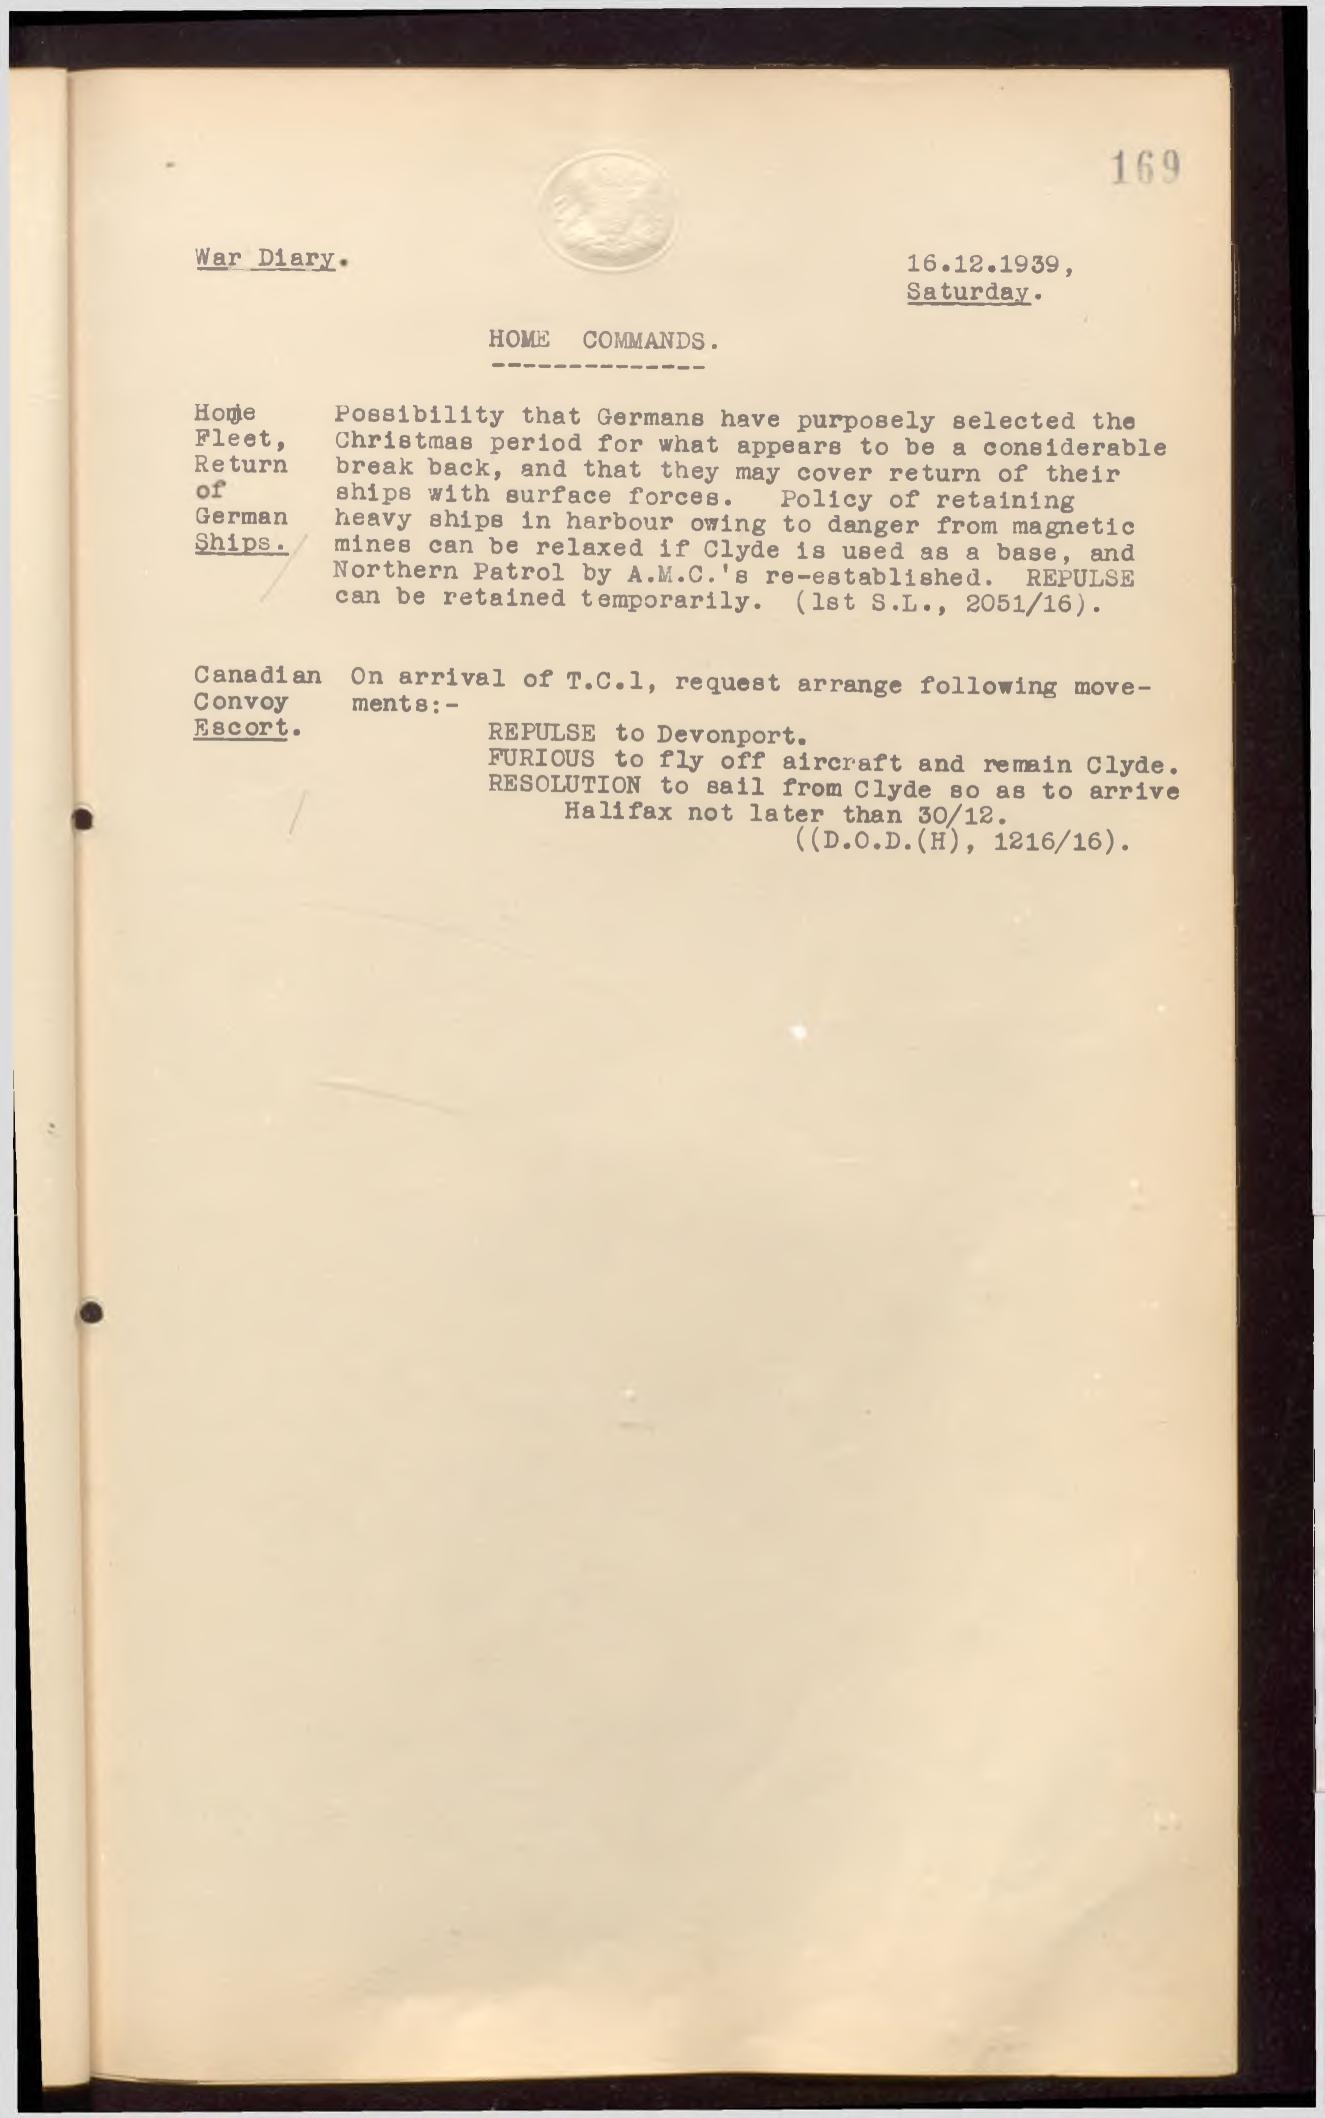 169
War Diary.
16.12.1939,
Saturday.
HOME COMMANDS.
--------------
Home
Fleet,
Return
of
German
Ships.
Possibility that Germans have purposely selected the
Christmas period for what appears to be a considerable
break back, and that they may cover return of their
ships with surface forces. Policy of retaining
heavy ships in harbour owing to danger from magnetic
mines can be relaxed if Clyde is used as a base, and
Northern Patrol by A.M.C.'s re-established. REPULSE
can be retained temporarily. (1st S.L., 2051/16).
Canadian
Convoy
Escort.
On arrival of T.C.1, request arrange following move-
ments:-
REPULSE to Devonport.
FURIOUS to fly off aircraft and remain Clyde.
RESOLUTION to sail from Clyde so as to arrive
Halifax not later than 30/12.
((D.O.D.(H), 1216/16).